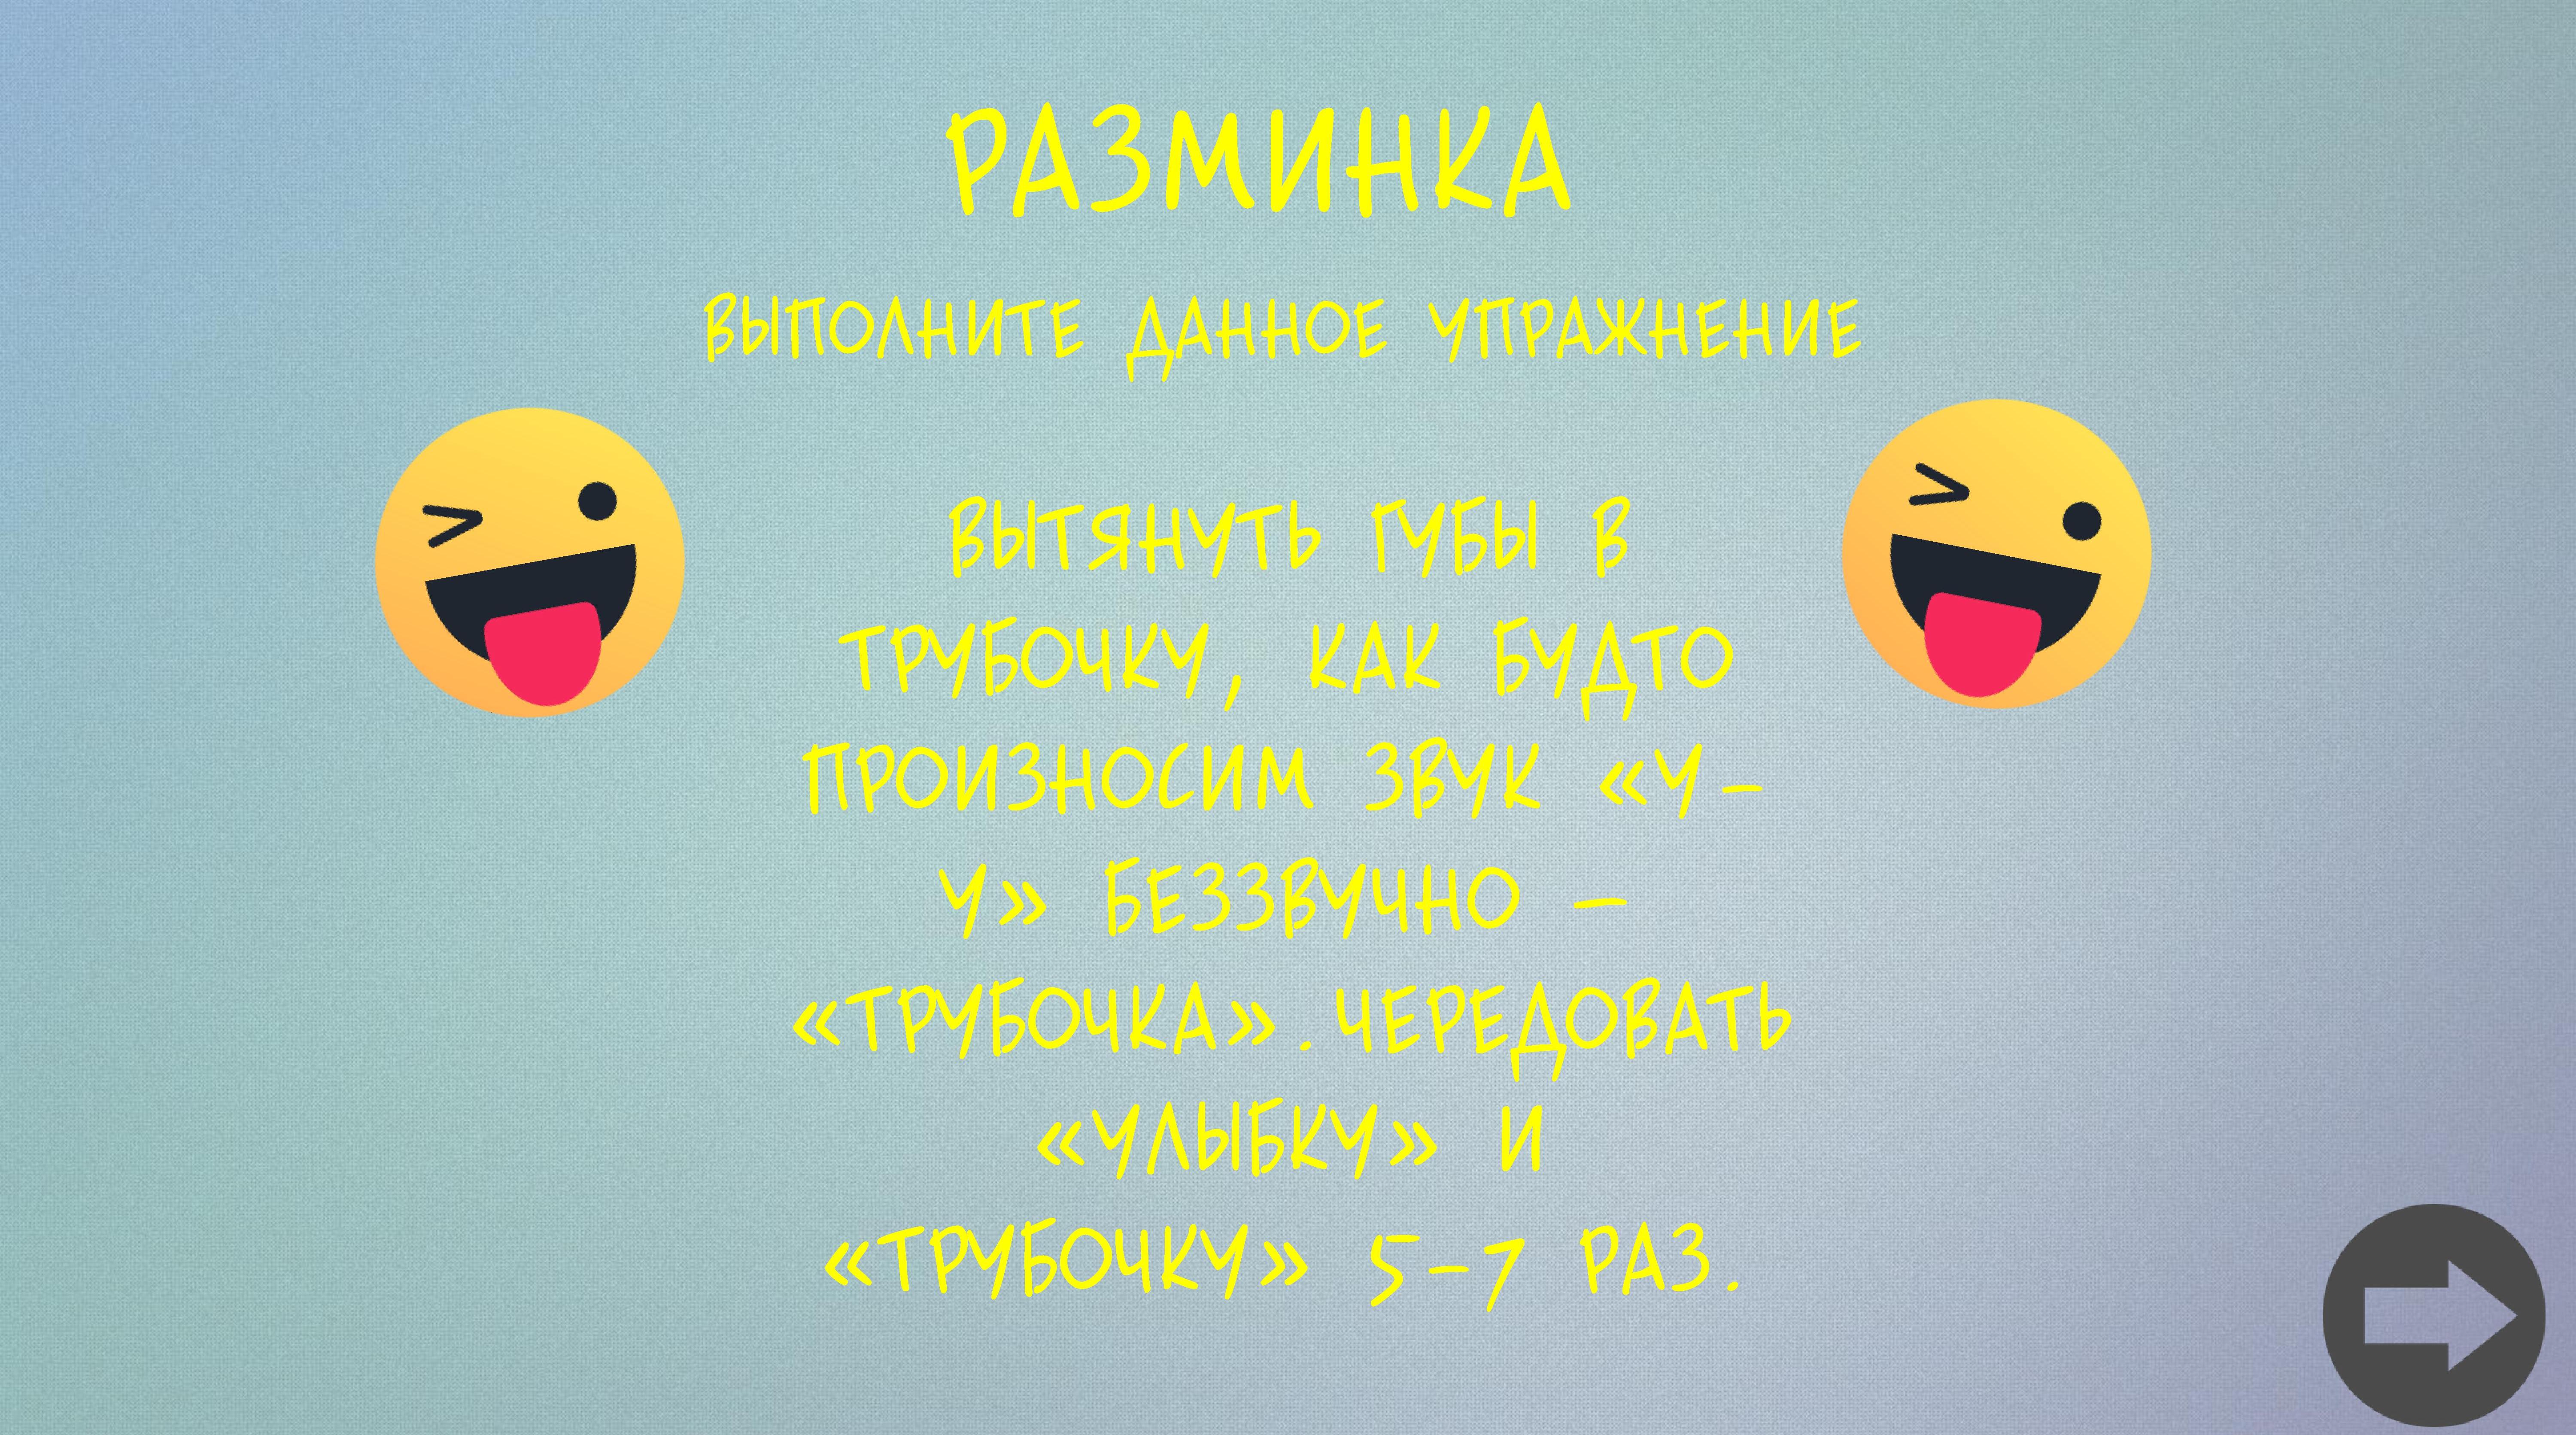 РАЗМИНКА
ВЫПОЛНИТЕ ДАННОЕ УПРАЖНЕНИЕ
ВЫТЯНУТЬ ГУБЫ В
ТРУБОЧКУ, КАК БУДТО
ПРОИЗНОСИМ ЗВУК «У-
У» БЕЗЗВУЧНО –
«ТРУБОЧКА».ЧЕРЕДОВАТЬ
«УЛЫБКУ» И
«ТРУБОЧКУ» 5-7 РАЗ.